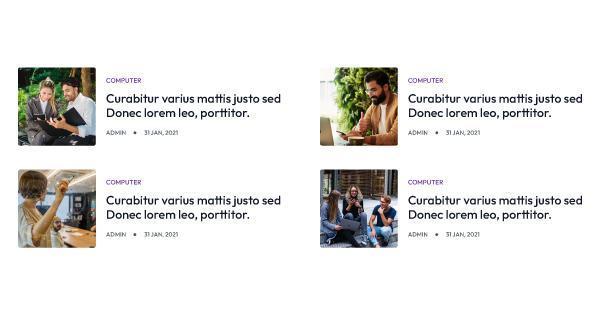 COMPUTER
Curabitur varius mattis justo sed
Donec lorem leo, porttitor.
ADMIN • 31 JAN, 2021
COMPUTER
Curabitur varius mattis justo sed
Donec lorem leo, porttitor.
ADMIN • 31 JAN, 2021
COMPUTER
Curabitur varius mattis justo sed
Donec lorem leo, porttitor.
ADMIN • 31 JAN, 2021
COMPUTER
Curabitur varius mattis justo sed
Donec lorem leo, porttitor.
ADMIN • 31 JAN, 2021